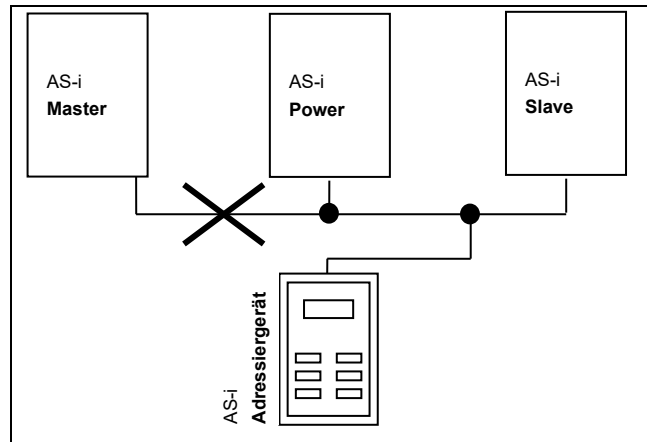 AS-i
Master
AS-i
Power
AS-i
Slave
AS-i
Adressiergerät